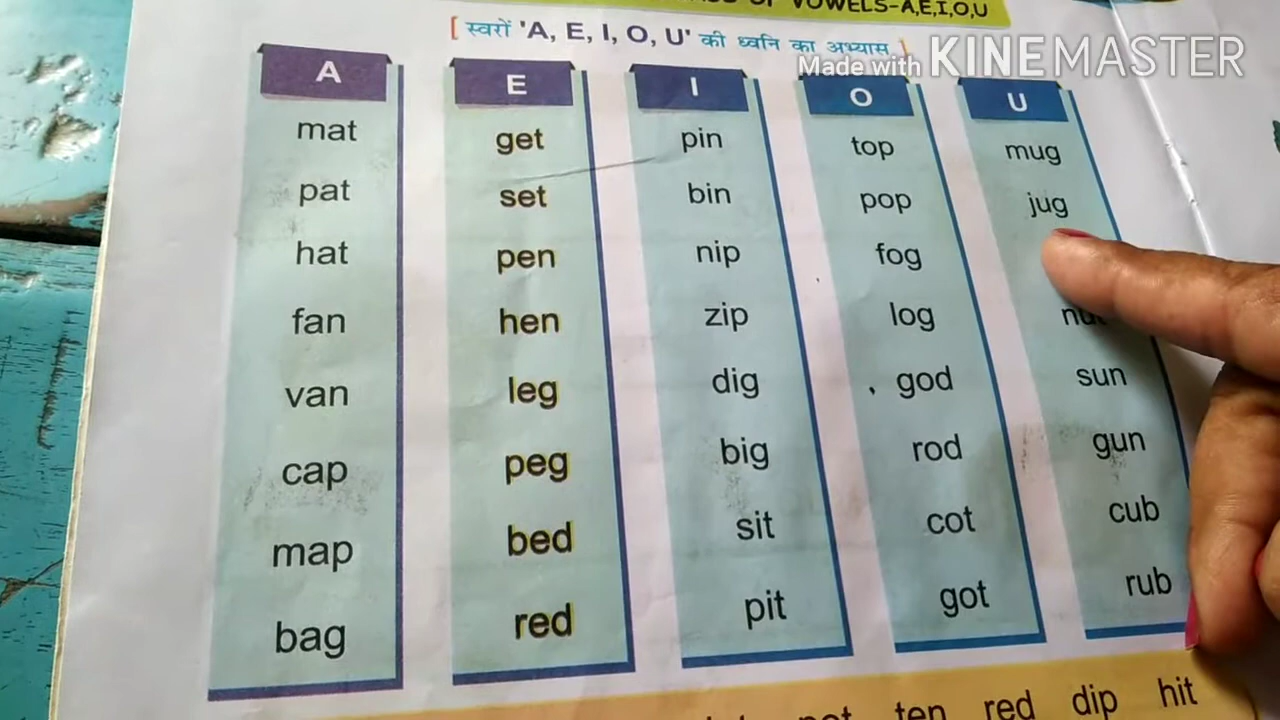 OF VOWELS-A,E,I,O,U
[ स्वरों 'A, E, I, O, U' की ध्वनि का अभ्यास ]
Made with KINEMASTER
A E I O U
mat get pin top mug
pat set bin pop jug
hat pen nip fog
fan hen zip log
van leg dig god sun
cap peg big rod gun
map bed sit cot cub
bag red pit got rub
ten red dip hit